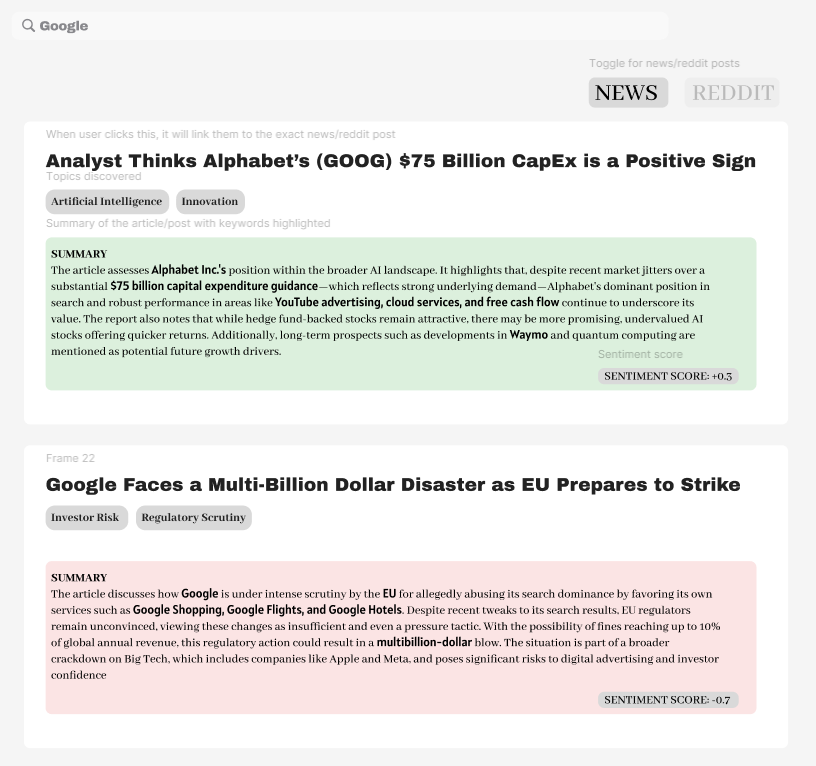 Google
Toggle for news/reddit posts
NEWS REDDIT
When user clicks this, it will link them to the exact news/reddit post
Analyst Thinks Alphabet's (GOOG) $75 Billion CapEx is a Positive Sign
Topics discovered
Artificial Intelligence Innovation
Summary of the article/post with keywords highlighted
SUMMARY
The article assesses Alphabet Inc.'s position within the broader AI landscape. It highlights that, despite recent market jitters over a
substantial $75 billion capital expenditure guidance—which reflects strong underlying demand—Alphabet's dominant position in
search and robust performance in areas like YouTube advertising, cloud services, and free cash flow continue to underscore its
value. The report also notes that while hedge fund-backed stocks remain attractive, there may be more promising, undervalued AI
stocks offering quicker returns. Additionally, long-term prospects such as developments in Waymo and quantum computing are
mentioned as potential future growth drivers.
Sentiment score
SENTIMENT SCORE: +0.3
Frame 22
Google Faces a Multi-Billion Dollar Disaster as EU Prepares to Strike
Investor Risk Regulatory Scrutiny
SUMMARY
The article discusses how Google is under intense scrutiny by the EU for allegedly abusing its search dominance by favoring its own
services such as Google Shopping, Google Flights, and Google Hotels. Despite recent tweaks to its search results, EU regulators
remain unconvinced, viewing these changes as insufficient and even a pressure tactic. With the possibility of fines reaching up to 10%
of global annual revenue, this regulatory action could result in a multibillion-dollar blow. The situation is part of a broader
crackdown on Big Tech, which includes companies like Apple and Meta, and poses significant risks to digital advertising and investor
confidence
SENTIMENT SCORE: -0.7